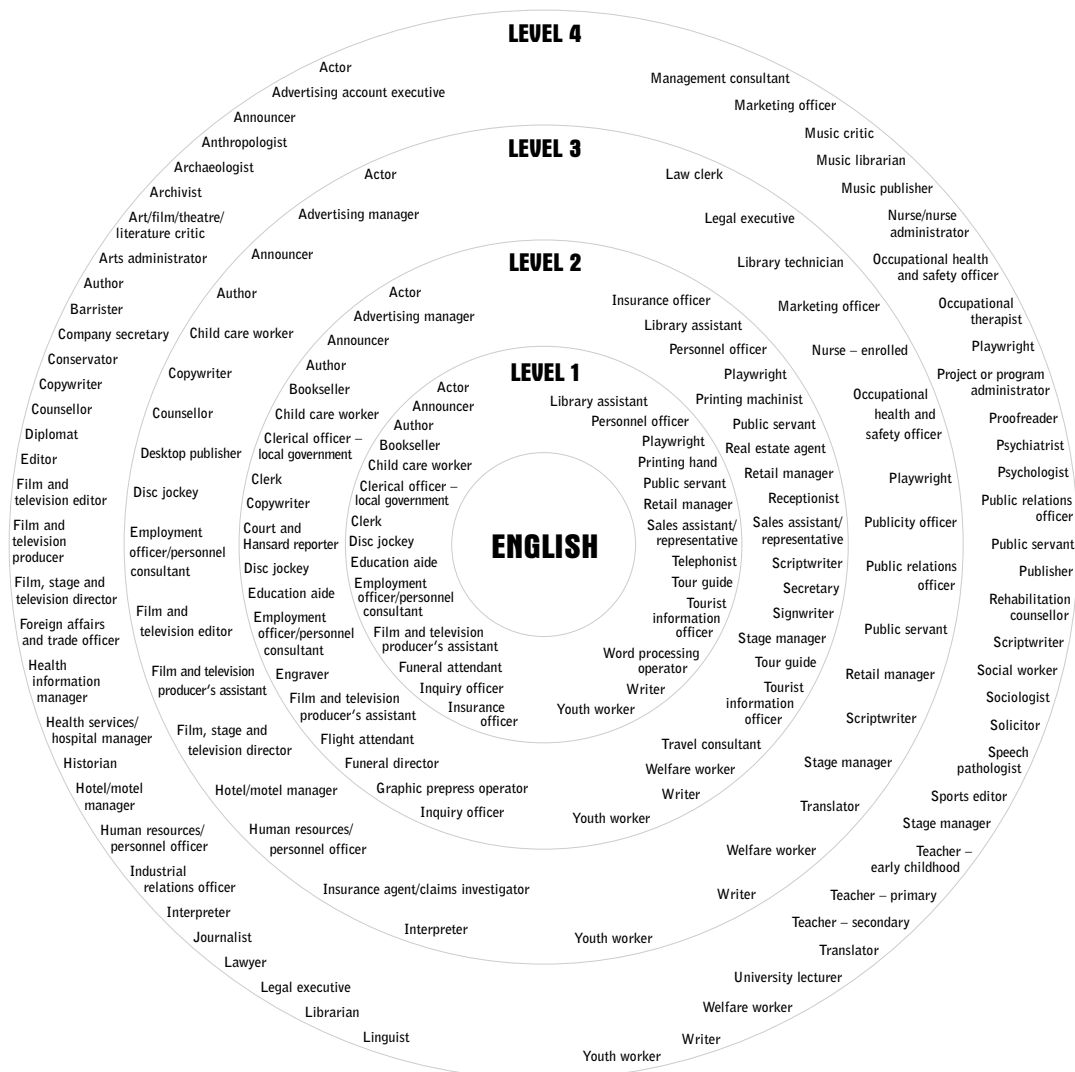 LEVEL 4
Actor
Advertising account executive
Announcer
Anthropologist
Archaeologist
Archivist
Art/film/theatre/
literature critic
Arts administrator
Author
Barrister
Company secretary
Conservator
Copywriter
Counsellor
Diplomat
Editor
Film and
television editor
Film and
television
producer
Film, stage and
television director
Foreign affairs
and trade officer
Health
information
manager
Health services/
hospital manager
Historian
Hotel/motel
manager
Human resources/
personnel officer
Industrial
relations officer
Interpreter
Journalist
Lawyer
Legal executive
Librarian
Linguist
Management consultant
Marketing officer
Music critic
Music librarian
Music publisher
Nurse/nurse
administrator
Occupational health
and safety officer
Occupational
therapist
Playwright
Project or program
administrator
Proofreader
Psychiatrist
Psychologist
Public relations
officer
Public servant
Publisher
Rehabilitation
counsellor
Scriptwriter
Social worker
Sociologist
Solicitor
Speech
pathologist
Sports editor
Stage manager
Teacher –
early childhood
Teacher – primary
Teacher – secondary
Translator
University lecturer
Welfare worker
Writer
Youth worker
LEVEL 3
Actor
Advertising manager
Announcer
Author
Child care worker
Copywriter
Counsellor
Desktop publisher
Disc jockey
Employment
officer/personnel
consultant
Film and
television editor
Film and television
producer’s assistant
Film, stage and
television director
Hotel/motel manager
Human resources/
personnel officer
Insurance agent/claims investigator
Interpreter
Law clerk
Legal executive
Library technician
Marketing officer
Nurse – enrolled
Occupational
health and
safety officer
Playwright
Publicity officer
Public relations
officer
Public servant
Retail manager
Scriptwriter
Stage manager
Translator
Welfare worker
Writer
Youth worker
LEVEL 2
Actor
Advertising manager
Announcer
Author
Bookseller
Child care worker
Clerical officer –
local government
Clerk
Copywriter
Court and
Hansard reporter
Disc jockey
Education aide
Employment
officer/personnel
consultant
Engraver
Film and television
producer’s assistant
Flight attendant
Funeral director
Graphic prepress operator
Inquiry officer
Insurance officer
Library assistant
Personnel officer
Playwright
Printing machinist
Public servant
Real estate agent
Retail manager
Receptionist
Sales assistant/
representative
Scriptwriter
Secretary
Signwriter
Stage manager
Tour guide
Tourist
information
officer
Travel consultant
Welfare worker
Writer
Youth worker
LEVEL 1
Actor
Announcer
Author
Bookseller
Child care worker
Clerical officer –
local government
Clerk
Disc jockey
Education aide
Employment
officer/personnel
consultant
Film and television
producer’s assistant
Funeral attendant
Inquiry officer
Insurance
officer
Library assistant
Personnel officer
Playwright
Printing hand
Public servant
Retail manager
Sales assistant/
representative
Telephonist
Tour guide
Tourist
information
officer
Word processing
operator
Writer
Youth worker
ENGLISH